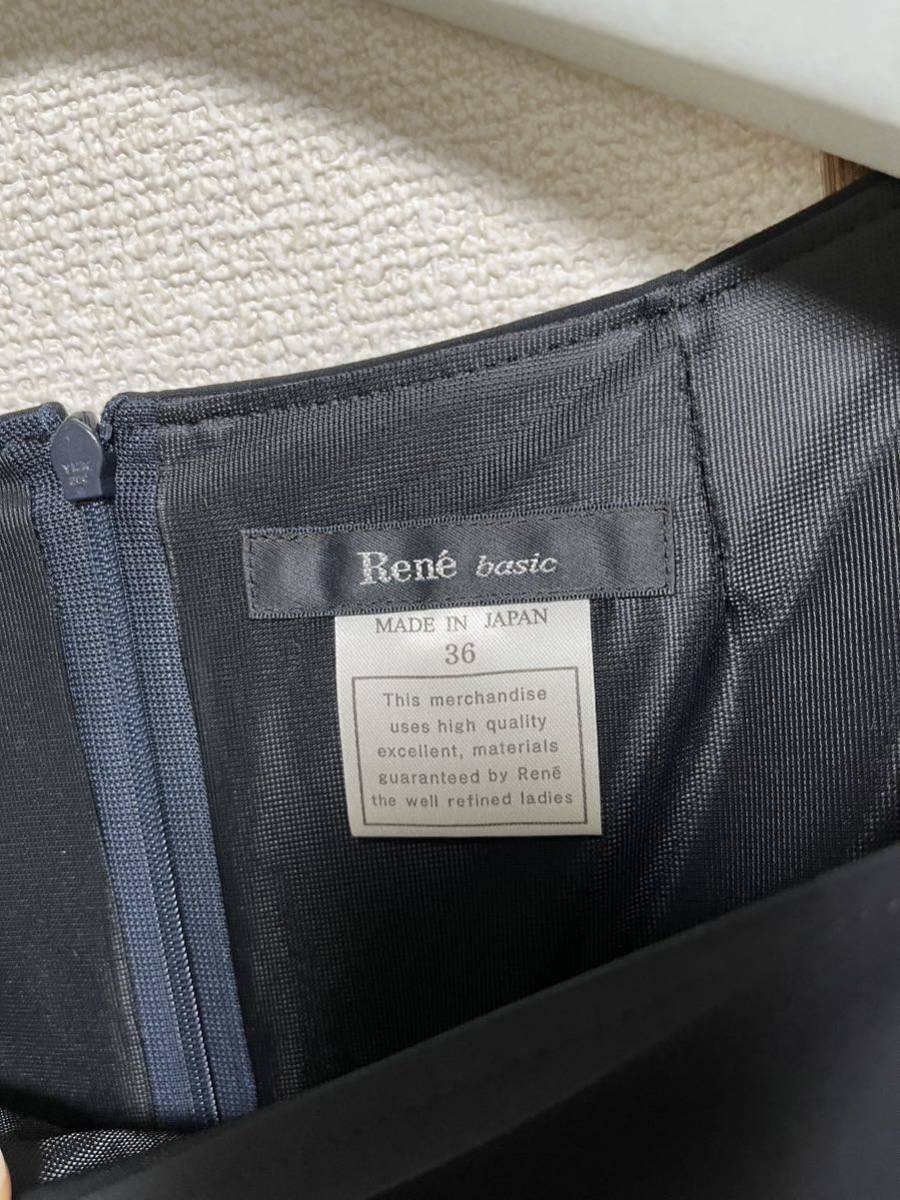 YKK
René basic
MADE IN JAPAN
36
This merchandise
uses high quality
excellent, materials
guaranteed by René
the well refined ladies